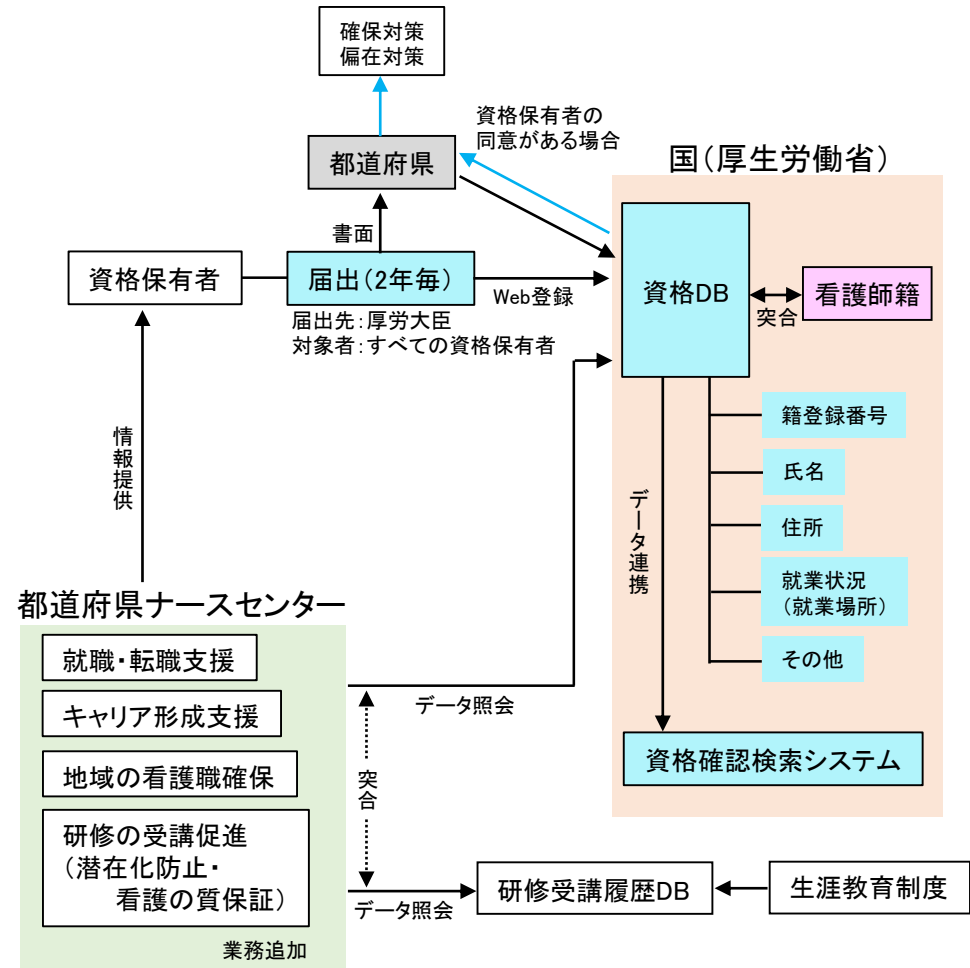 確保対策
偏在対策
資格保有者の
同意がある場合
都道府県
国(厚生労働省)
書面
資格保有者
届出(2年毎)
Web登録
届出先:厚労大臣
対象者:すべての資格保有者
資格DB
突合
看護師籍
籍登録番号
氏名
住所
就業状況
(就業場所)
その他
データ連携
資格確認検索システム
情報提供
都道府県ナースセンター
就職・転職支援
キャリア形成支援
地域の看護職確保
研修の受講促進
(潜在化防止・
看護の質保証)
業務追加
データ照会
突合
データ照会
研修受講履歴DB
生涯教育制度